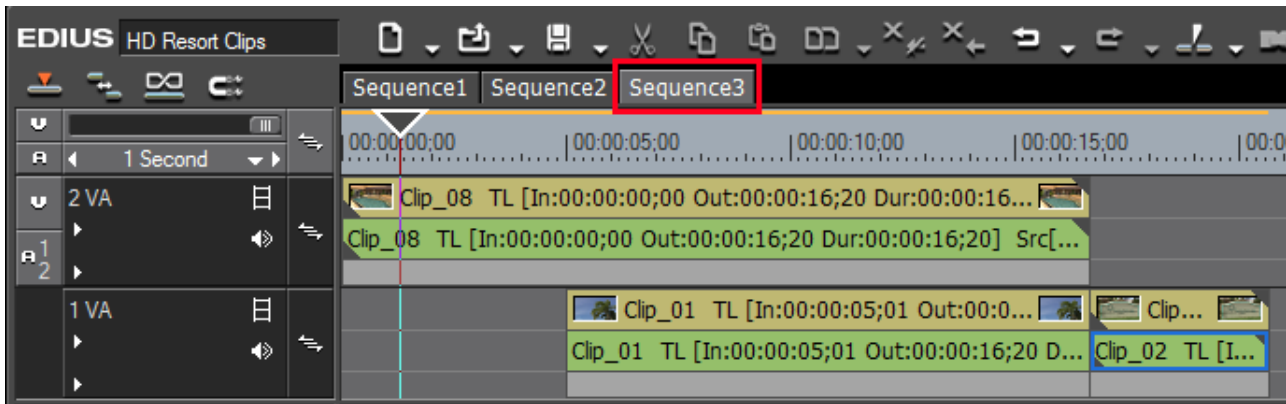 EDIUS HD Resort Clips
Sequence1 Sequence2 Sequence3
00:00:00;00 00:00:05;00 00:00:10;00 00:00:15;00 00:0
A 1 Second
2 VA Clip_08 TL [In:00:00:00;00 Out:00:00:16;20 Dur:00:00:16...
Clip_08 TL [In:00:00:00;00 Out:00:00:16;20 Dur:00:00:16;20] Src[...
A 1
2
1 VA Clip_01 TL [In:00:00:05;01 Out:00:0... Clip...
Clip_01 TL [In:00:00:05;01 Out:00:00:16;20 D... Clip_02 TL [I...